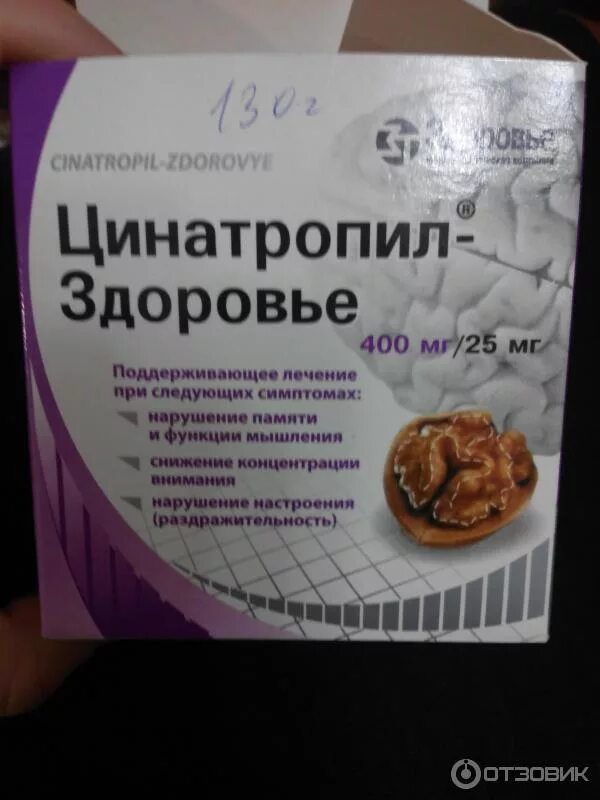 130г
Здоровье
CINATROPIL-ZDOROVYE
Цинатропил-®
Здоровье
400 мг/25 мг
Поддерживающее лечение
при следующих симптомах:
нарушение памяти
и функции мышления
снижение концентрации
внимания
нарушение настроения
(раздражительность)
ОТЗОВИК